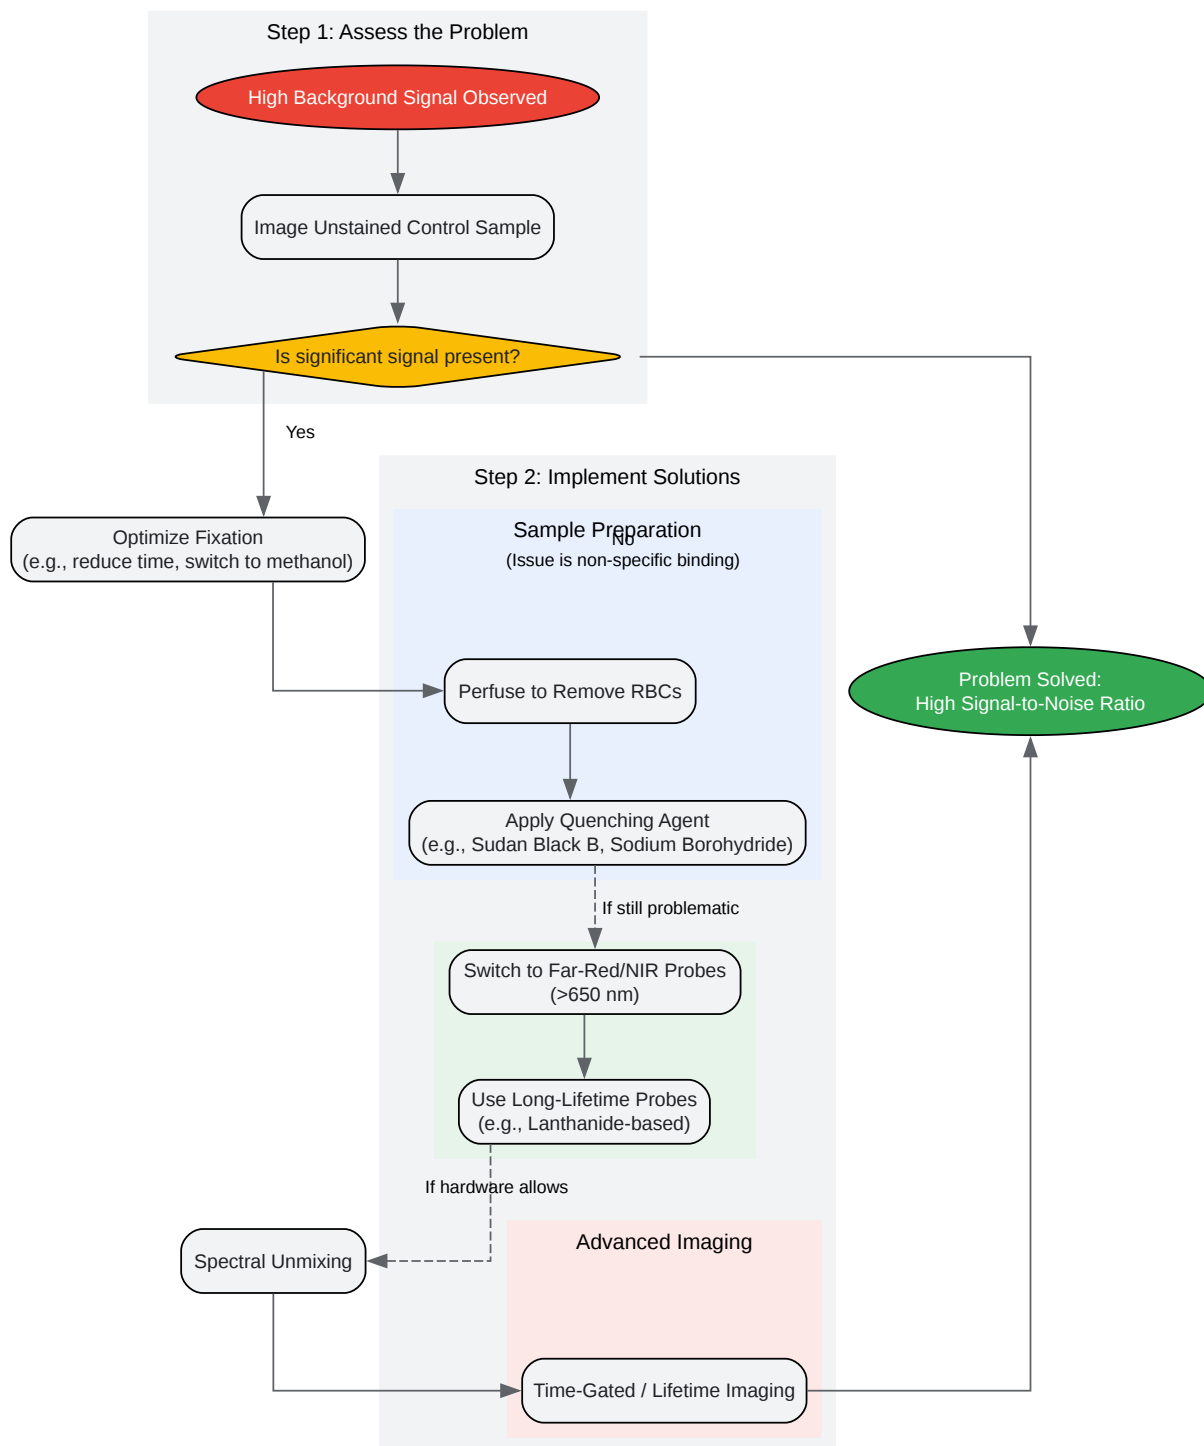 Step 1: Assess the Problem
High Background Signal Observed
Image Unstained Control Sample
Is significant signal present?
Yes
Step 2: Implement Solutions
Optimize Fixation
(e.g., reduce time, switch to methanol)
Sample Preparation
No
(Issue is non-specific binding)
Perfuse to Remove RBCs
Problem Solved:
High Signal-to-Noise Ratio
Apply Quenching Agent
(e.g., Sudan Black B, Sodium Borohydride)
If still problematic
Switch to Far-Red/NIR Probes
(>650 nm)
Use Long-Lifetime Probes
(e.g., Lanthanide-based)
If hardware allows
Spectral Unmixing
Advanced Imaging
Time-Gated / Lifetime Imaging